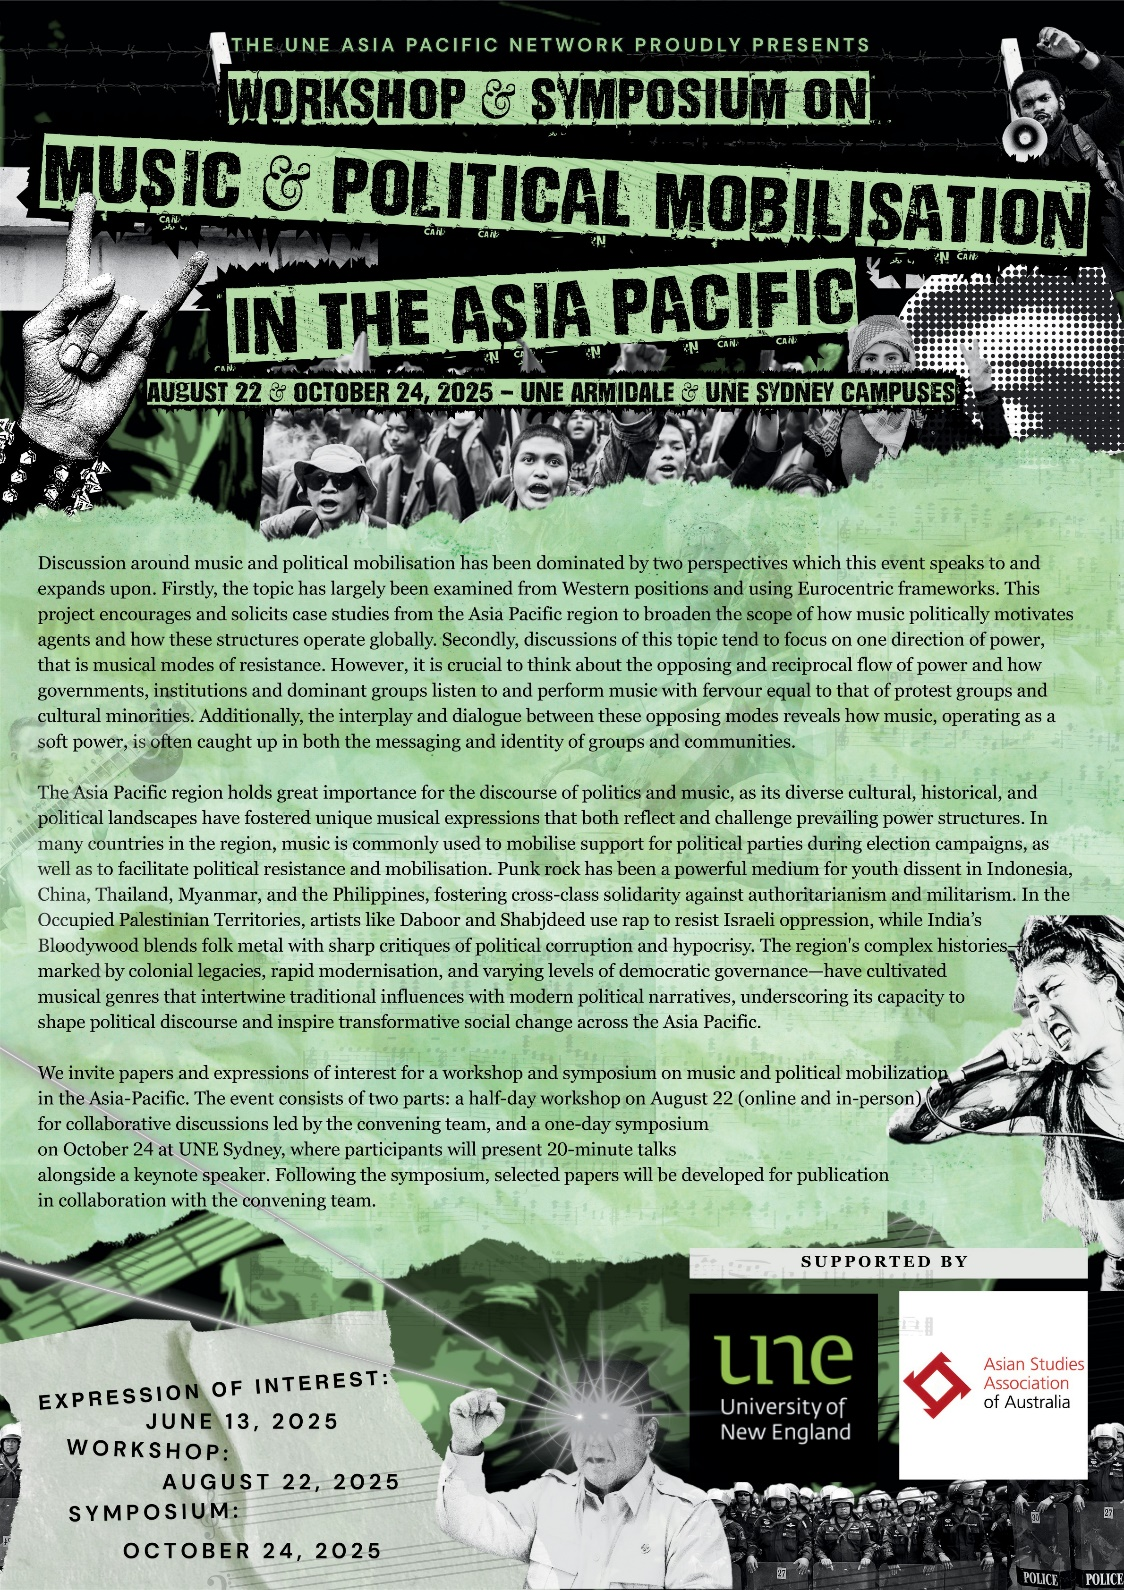 THE UNE ASIA PACIFIC NETWORK PROUDLY PRESENTS
WORKSHOP & SYMPOSIUM ON
MUSIC & POLITICAL MOBILISATION
IN THE ASIA PACIFIC
AUGUST 22 & OCTOBER 24, 2025 – UNE ARMIDALE & UNE SYDNEY CAMPUSES
Discussion around music and political mobilisation has been dominated by two perspectives which this event speaks to and
expands upon. Firstly, the topic has largely been examined from Western positions and using Eurocentric frameworks. This
project encourages and solicits case studies from the Asia Pacific region to broaden the scope of how music politically motivates
agents and how these structures operate globally. Secondly, discussions of this topic tend to focus on one direction of power,
that is musical modes of resistance. However, it is crucial to think about the opposing and reciprocal flow of power and how
governments, institutions and dominant groups listen to and perform music with fervour equal to that of protest groups and
cultural minorities. Additionally, the interplay and dialogue between these opposing modes reveals how music, operating as a
soft power, is often caught up in both the messaging and identity of groups and communities.
The Asia Pacific region holds great importance for the discourse of politics and music, as its diverse cultural, historical, and
political landscapes have fostered unique musical expressions that both reflect and challenge prevailing power structures. In
many countries in the region, music is commonly used to mobilise support for political parties during election campaigns, as
well as to facilitate political resistance and mobilisation. Punk rock has been a powerful medium for youth dissent in Indonesia,
China, Thailand, Myanmar, and the Philippines, fostering cross-class solidarity against authoritarianism and militarism. In the
Occupied Palestinian Territories, artists like Daboor and Shabjdeed use rap to resist Israeli oppression, while India’s
Bloodywood blends folk metal with sharp critiques of political corruption and hypocrisy. The region's complex histories—
marked by colonial legacies, rapid modernisation, and varying levels of democratic governance—have cultivated
musical genres that intertwine traditional influences with modern political narratives, underscoring its capacity to
shape political discourse and inspire transformative social change across the Asia Pacific.
We invite papers and expressions of interest for a workshop and symposium on music and political mobilization
in the Asia-Pacific. The event consists of two parts: a half-day workshop on August 22 (online and in-person)
for collaborative discussions led by the convening team, and a one-day symposium
on October 24 at UNE Sydney, where participants will present 20-minute talks
alongside a keynote speaker. Following the symposium, selected papers will be developed for publication
in collaboration with the convening team.
SUPPORTED BY
une
University of
New England
Asian Studies
Association
of Australia
EXPRESSION OF INTEREST:
JUNE 13, 2025
WORKSHOP:
AUGUST 22, 2025
SYMPOSIUM:
OCTOBER 24, 2025
27
POLICE
POLICE